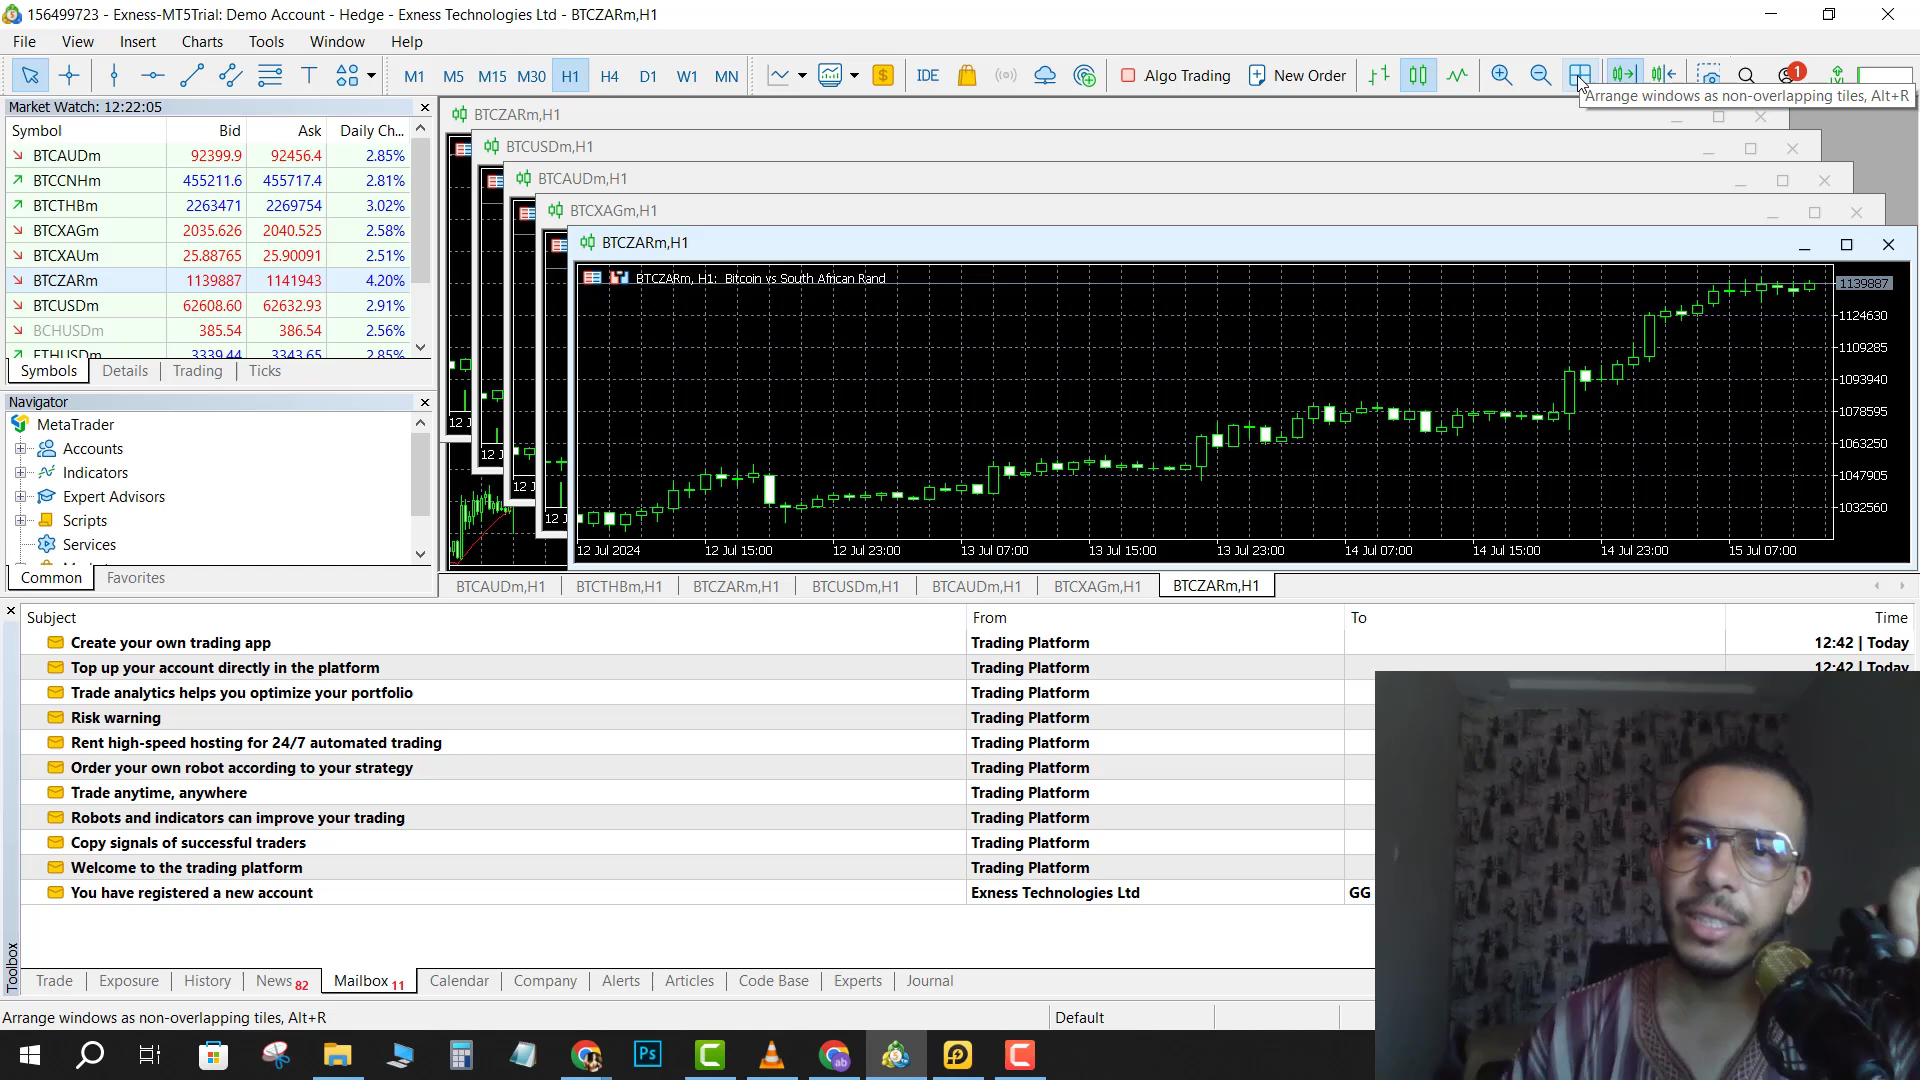 156499723 - Exness-MT5Trial: Demo Account - Hedge - Exness Technologies Ltd - BTCZARm,H1
File View Insert Charts Tools Window Help
M1 M5 M15 M30 H1 H4 D1 W1 MN IDE Algo Trading New Order 1
Arrange windows as non-overlapping tiles, Alt+R
Market Watch: 12:22:05
Symbol Bid Ask Daily Ch...
BTCAUDm 92399.9 92456.4 2.85%
BTCCNHm 455211.6 455717.4 2.81%
BTCTHBm 2263471 2269754 3.02%
BTCXAGm 2035.626 2040.525 2.58%
BTCXAUm 25.88765 25.90091 2.51%
BTCZARm 1139887 1141943 4.20%
BTCUSDm 62608.60 62632.93 2.91%
BCHUSDm 385.54 386.54 2.56%
ETHUSDm 3339.44 3343.65 2.85%
Symbols Details Trading Ticks
Navigator
MetaTrader
Accounts
Indicators
Expert Advisors
Scripts
Services
Common Favorites
BTCZARm,H1
BTCUSDm,H1
BTCAUDm,H1
BTCXAGm,H1
BTCZARm,H1
BTCZARm, H1: Bitcoin vs South African Rand
1139887
1124630
1109285
1093940
1078595
1063250
1047905
1032560
12 J
12 J
12 J
12 J
12 Jul 2024 12 Jul 15:00 12 Jul 23:00 13 Jul 07:00 13 Jul 15:00 13 Jul 23:00 14 Jul 07:00 14 Jul 15:00 14 Jul 23:00 15 Jul 07:00
BTCAUDm,H1 BTCTHBm,H1 BTCZARm,H1 BTCUSDm,H1 BTCAUDm,H1 BTCXAGm,H1 BTCZARm,H1
Subject From To Time
Create your own trading app Trading Platform 12:42 | Today
Top up your account directly in the platform Trading Platform 12:42 | Today
Trade analytics helps you optimize your portfolio Trading Platform
Risk warning Trading Platform
Rent high-speed hosting for 24/7 automated trading Trading Platform
Order your own robot according to your strategy Trading Platform
Trade anytime, anywhere Trading Platform
Robots and indicators can improve your trading Trading Platform
Copy signals of successful traders Trading Platform
Welcome to the trading platform Trading Platform
You have registered a new account Exness Technologies Ltd GG
Toolbox
Trade Exposure History News 82 Mailbox 11 Calendar Company Alerts Articles Code Base Experts Journal
Arrange windows as non-overlapping tiles, Alt+R Default
Ps